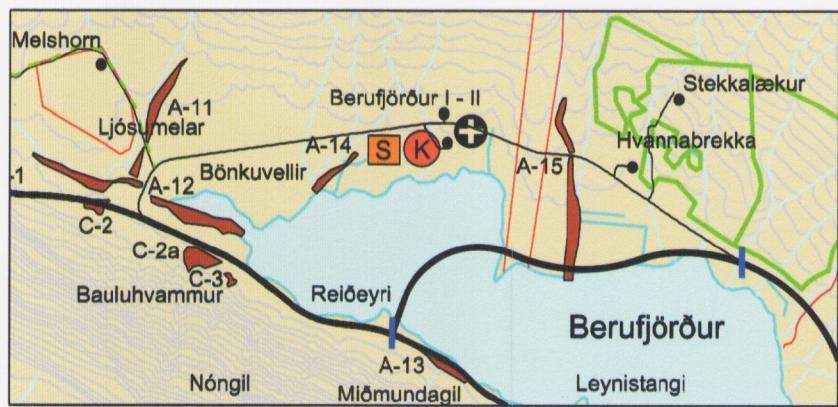 Melshorn
A-11
Ljósumelar
Berufjörður I - II
Stekkalækur
A-14
S
K
Hvannabrekka
Bönkuvellir
A-15
-1
A-12
C-2
C-2a
C-3
Bauluhvammur
Reiðeyri
Berufjörður
A-13
Nóngil
Miðmundagil
Leynistangi